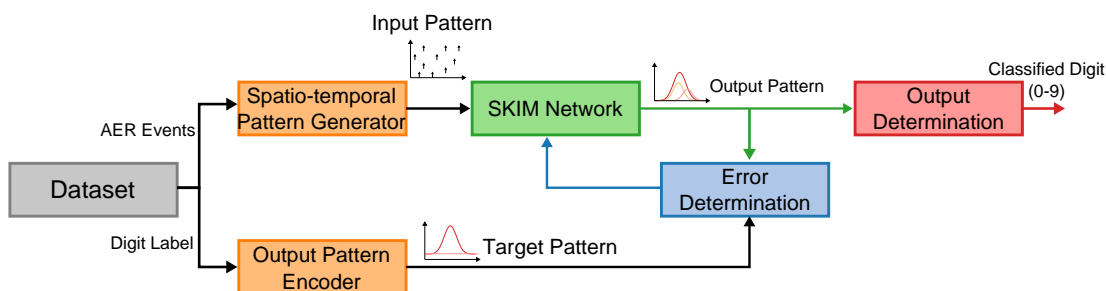 Input Pattern
Spatio-temporal
Pattern Generator
SKIM Network
Output Pattern
Output
Determination
Classified Digit
(0-9)
AER Events
Dataset
Error
Determination
Digit Label
Output Pattern
Encoder
Target Pattern